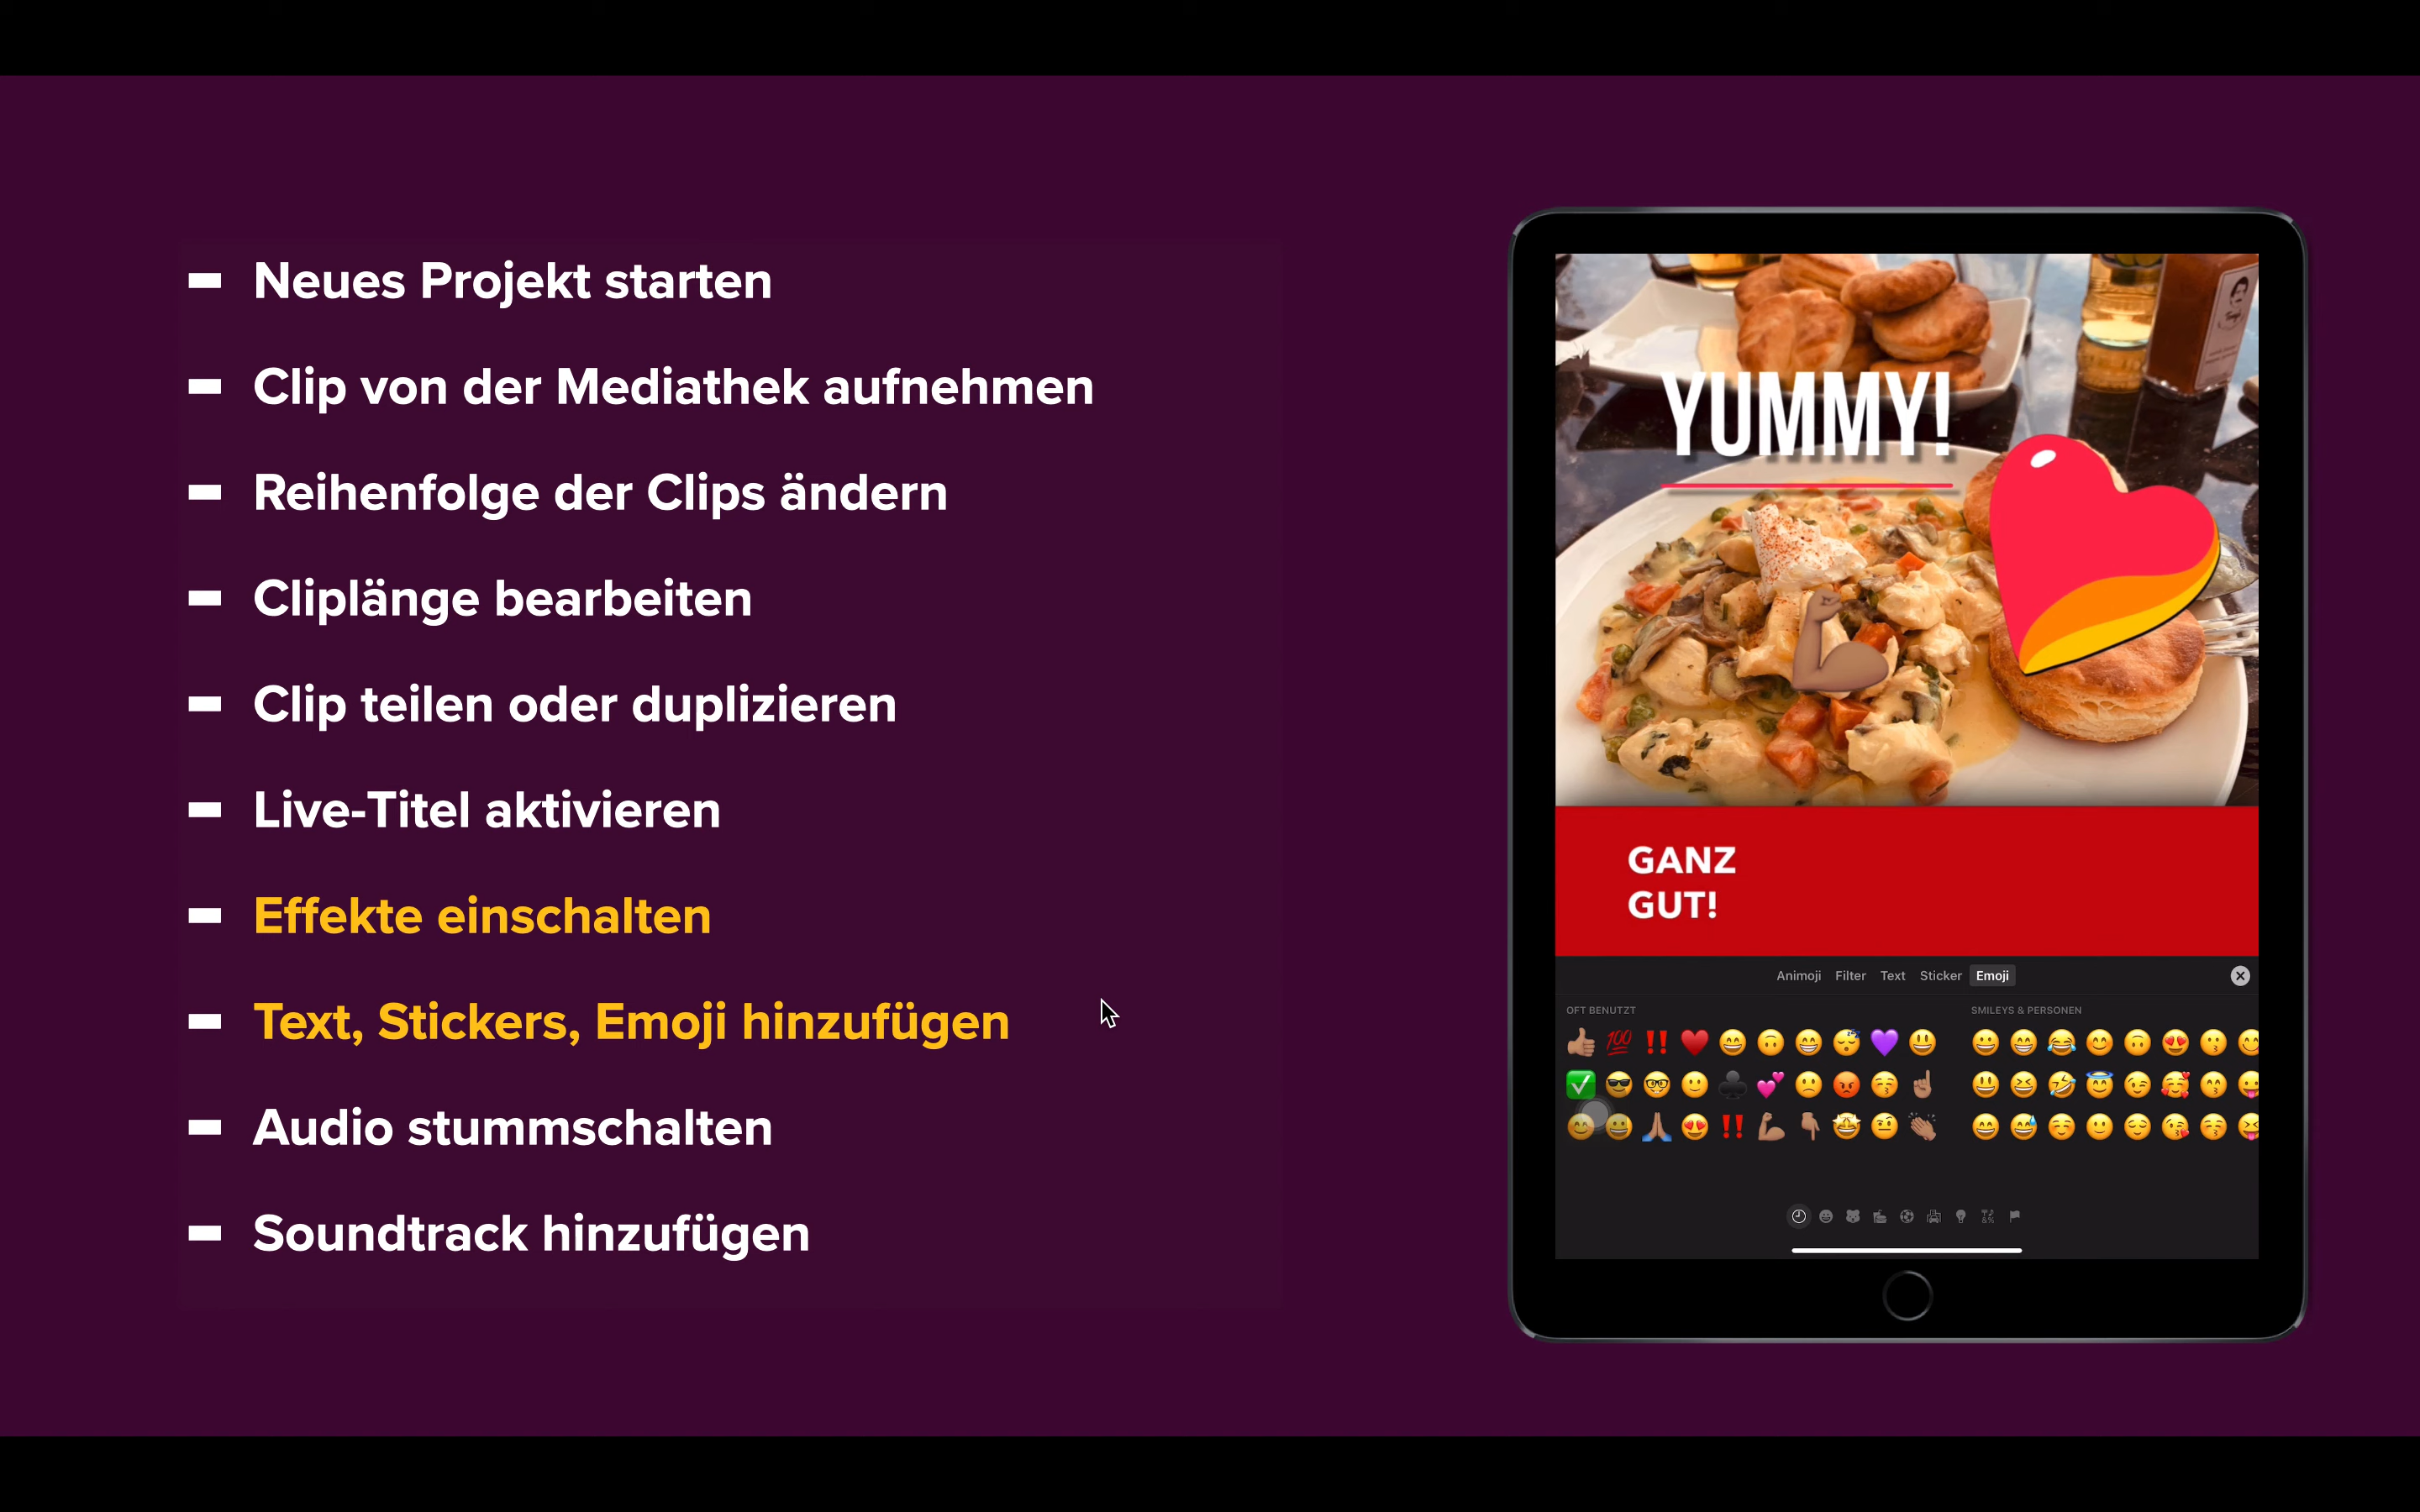 Neues Projekt starten
Clip von der Mediathek aufnehmen
Reihenfolge der Clips ändern
Cliplänge bearbeiten
Clip teilen oder duplizieren
Live-Titel aktivieren
Effekte einschalten
Text, Stickers, Emoji hinzufügen
Audio stummschalten
Soundtrack hinzufügen
YUMMY!
GANZ
GUT!
Animoji Filter Text Sticker Emoji
OFT BENUTZT SMILEYS & PERSONEN